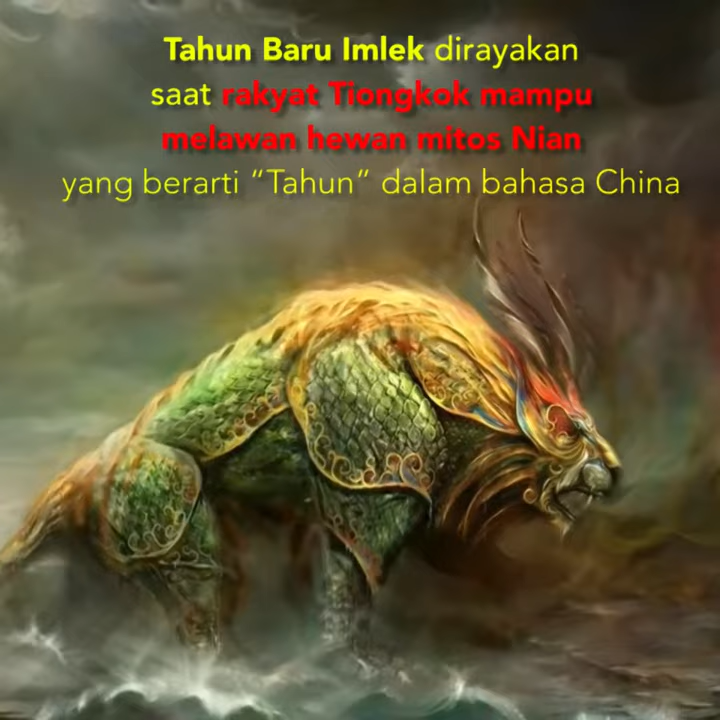 Tahun Baru Imlek dirayakan
saat rakyat Tiongkok mampu
melawan hewan mitos Nian
yang berarti “Tahun” dalam bahasa China